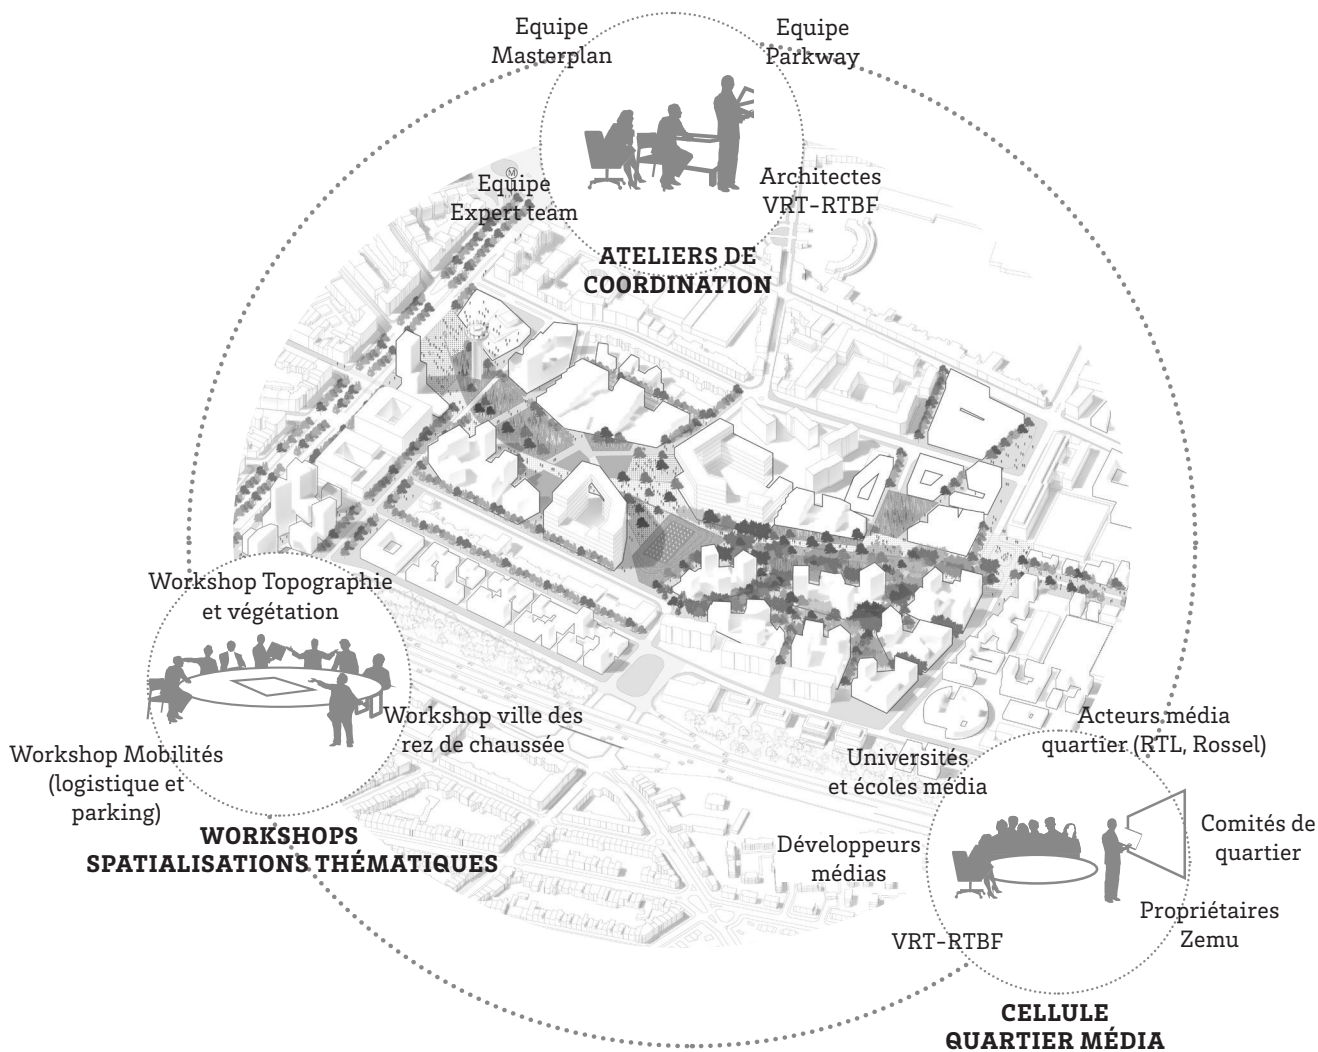 Equipe
Masterplan
Equipe
Parkway
M
Equipe
Expert team
Architectes
VRT-RTBF
ATELIERS DE
COORDINATION
Workshop Topographie
et végétation
Workshop ville des
rez de chaussée
Workshop Mobilités
(logistique et
parking)
WORKSHOPS
SPATIALISATIONS THÉMATIQUES
Acteurs média
quartier (RTL, Rossel)
Universités
et écoles média
Comités de
quartier
Développeurs
médias
Propriétaires
Zemu
VRT-RTBF
CELLULE
QUARTIER MÉDIA